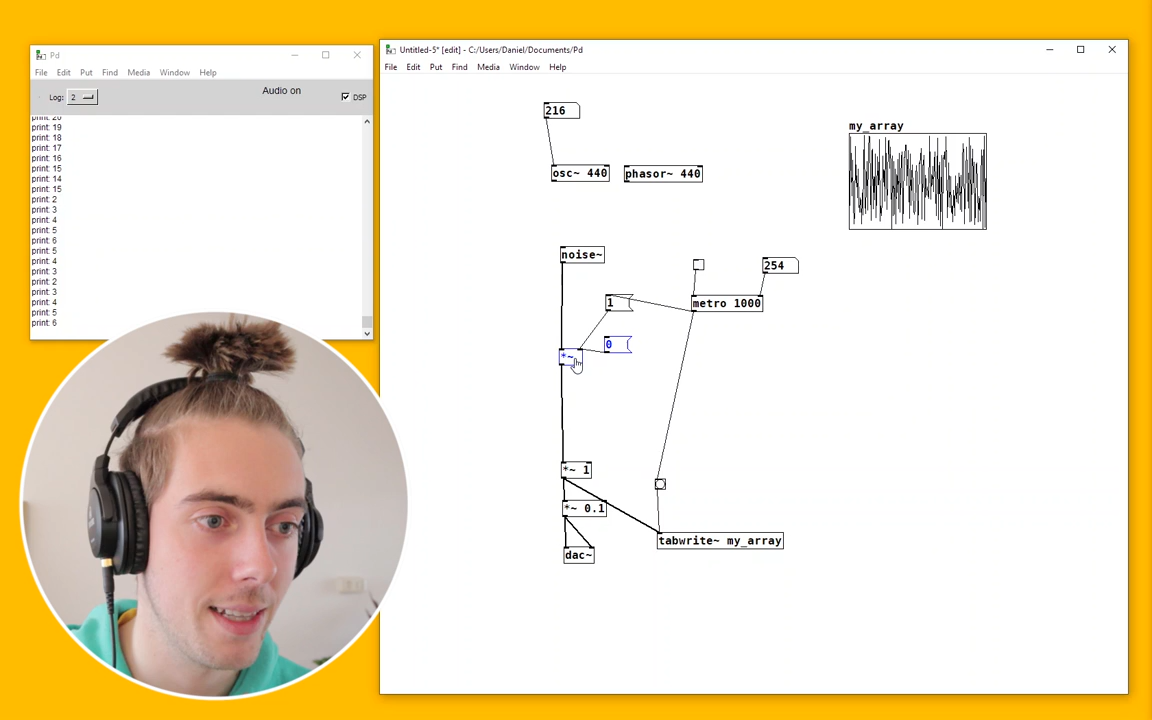 Pd
File Edit Put Find Media Window Help
Log: 2
Audio on
DSP
print: 20
print: 19
print: 18
print: 17
print: 16
print: 15
print: 14
print: 15
print: 2
print: 3
print: 4
print: 5
print: 6
print: 5
print: 4
print: 3
print: 2
print: 3
print: 4
print: 5
print: 6
Untitled-5* [edit] - C:/Users/Daniel/Documents/Pd
File Edit Put Find Media Window Help
216
my_array
osc~ 440
phasor~ 440
noise~
254
1
metro 1000
0
*~
*~ 1
*~ 0.1
tabwrite~ my_array
dac~